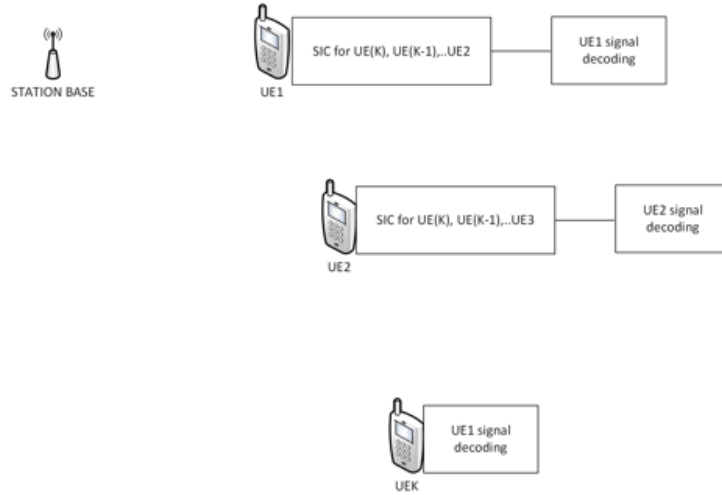 SIC for UE(K), UE(K-1),..UE2
UE1 signal
decoding
STATION BASE
UE1
SIC for UE(K), UE(K-1),..UE3
UE2 signal
decoding
UE2
UE1 signal
decoding
UEK